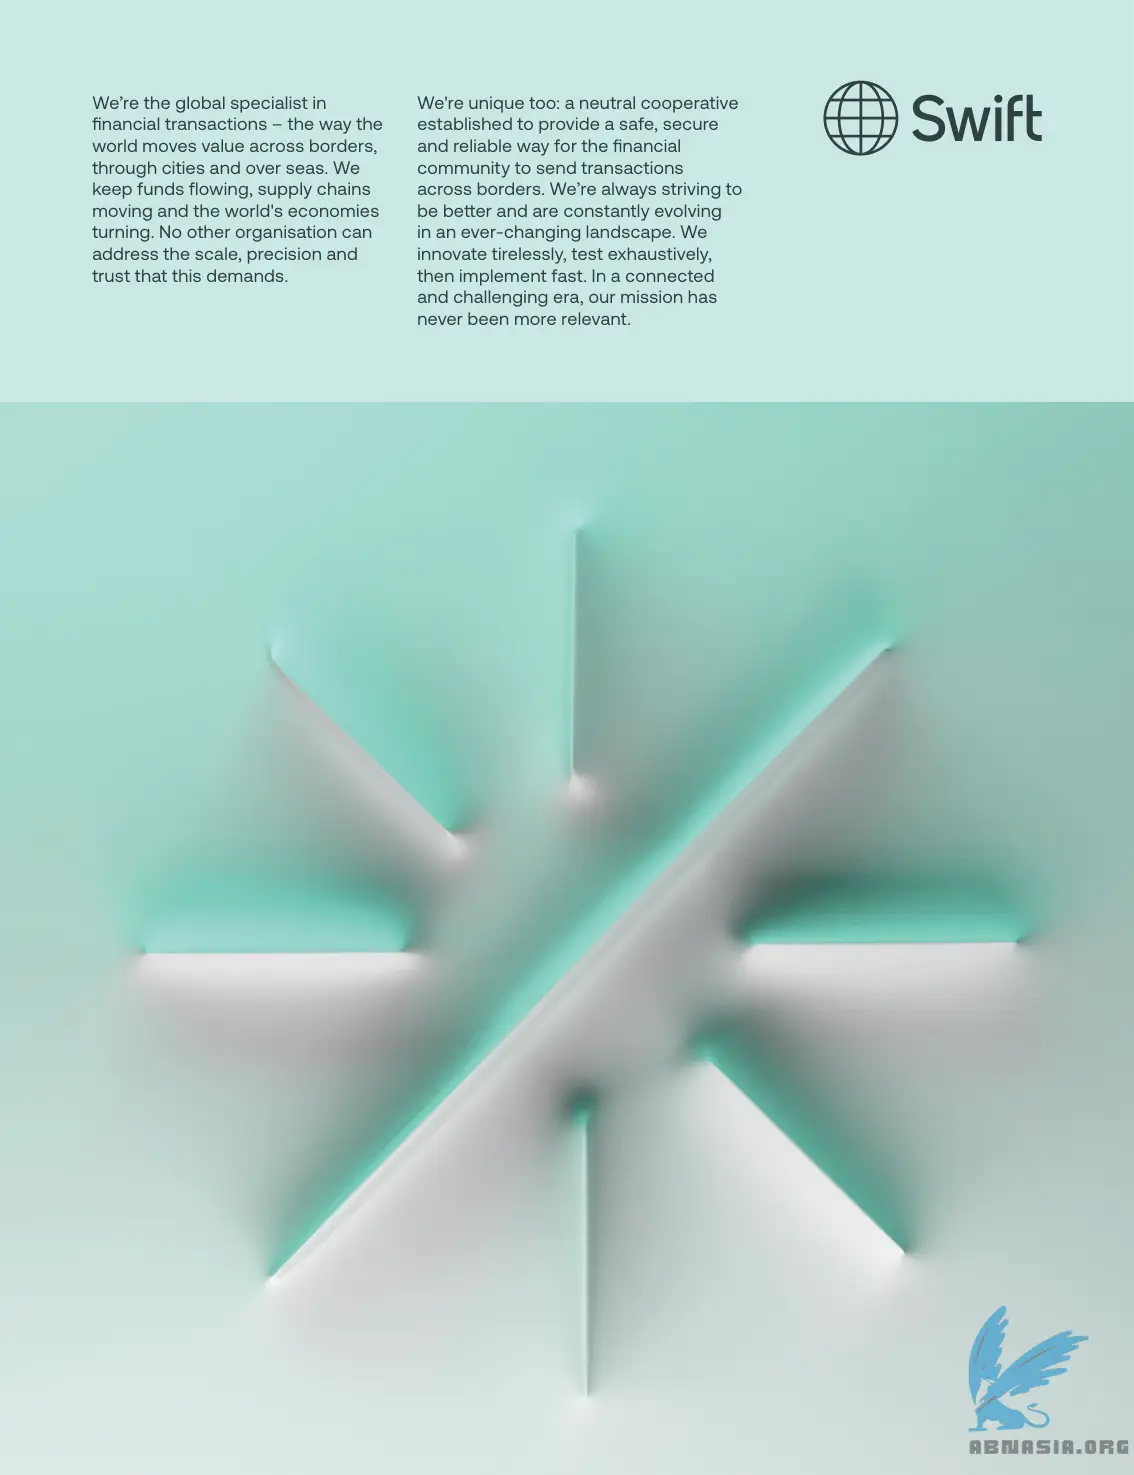 We’re the global specialist in
financial transactions – the way the
world moves value across borders,
through cities and over seas. We
keep funds flowing, supply chains
moving and the world's economies
turning. No other organisation can
address the scale, precision and
trust that this demands.
We're unique too: a neutral cooperative
established to provide a safe, secure
and reliable way for the financial
community to send transactions
across borders. We’re always striving to
be better and are constantly evolving
in an ever-changing landscape. We
innovate tirelessly, test exhaustively,
then implement fast. In a connected
and challenging era, our mission has
never been more relevant.
Swift
ABNASIA.ORG